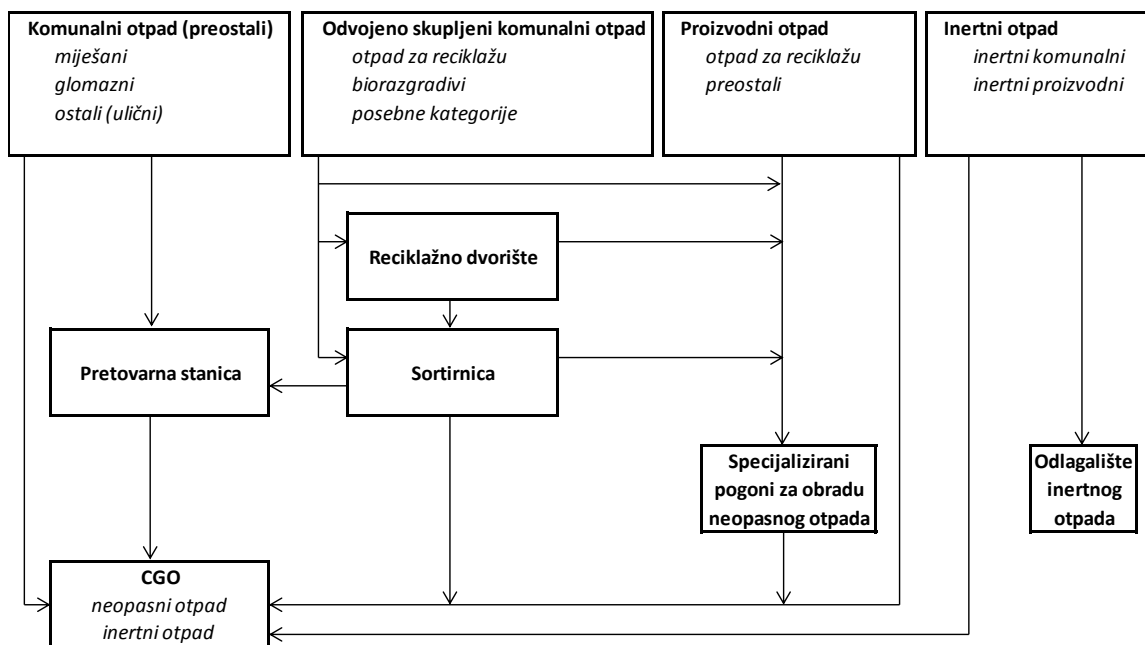 Komunalni otpad (preostali)
miješani
glomazni
ostali (ulični)
Odvojeno skupljeni komunalni otpad
otpad za reciklažu
biorazgradivi
posebne kategorije
Proizvodni otpad
otpad za reciklažu
preostali
Inertni otpad
inertni komunalni
inertni proizvodni
Reciklažno dvorište
Pretovarna stanica
Sortirnica
Specijalizirani
pogoni za obradu
neopasnog otpada
Odlagalište
inertnog
otpada
CGO
neopasni otpad
inertni otpad